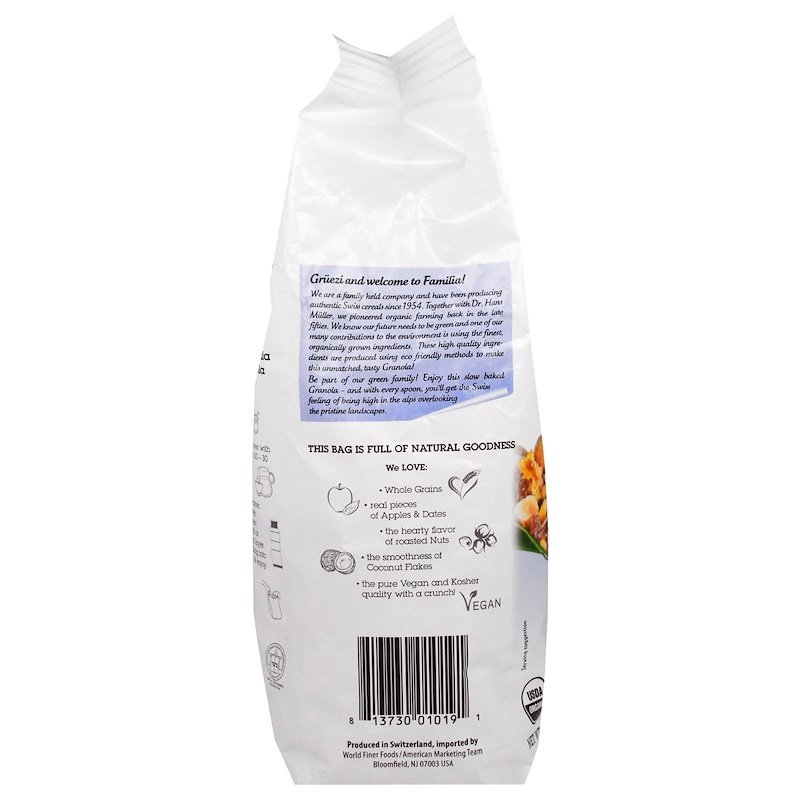 Grüezi and welcome to Familia!
We are a family held company and have been producing
authentic Swiss cereals since 1954. Together with Dr. Hans
Müller, we pioneered organic farming back in the late
fifties. We know our future needs to be green and one of our
many contributions to the environment is using the finest,
organically grown ingredients. These high quality ingre-
dients are produced using eco friendly methods to make
this unmatched, tasty Granola!
Be part of our green family! Enjoy this slow baked
Granola – and with every spoon, you'll get the Swiss
feeling of being high in the alps overlooking
the pristine landscapes.
THIS BAG IS FULL OF NATURAL GOODNESS
We LOVE:
• Whole Grains
• real pieces
of Apples & Dates
• the hearty flavor
of roasted Nuts
• the smoothness of
Coconut Flakes
• the pure Vegan and Kosher
quality with a crunch!
VEGAN
8 13730 01019 1
Produced in Switzerland, imported by
World Finer Foods/American Marketing Team
Bloomfield, NJ 07003 USA
Serving suggestion
USDA
ORGANIC
NET